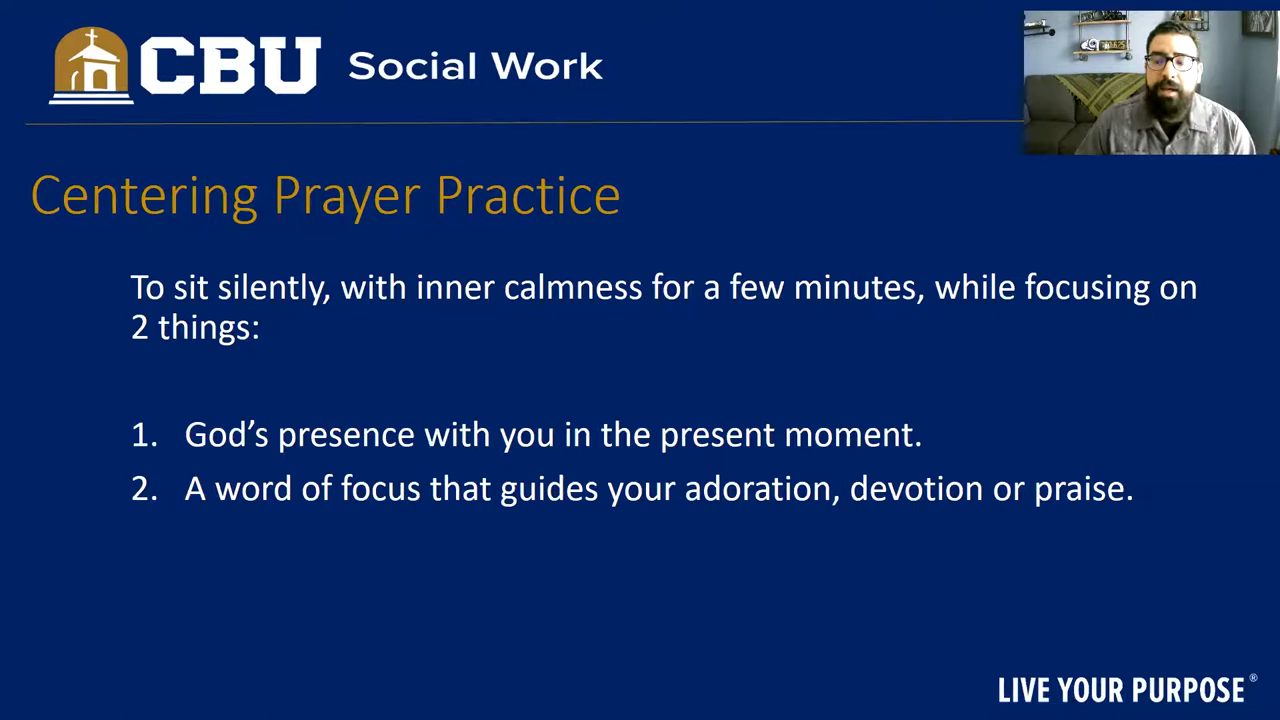 CBU Social Work
Centering Prayer Practice
To sit silently, with inner calmness for a few minutes, while focusing on
2 things:
1. God’s presence with you in the present moment.
2. A word of focus that guides your adoration, devotion or praise.
LIVE YOUR PURPOSE®